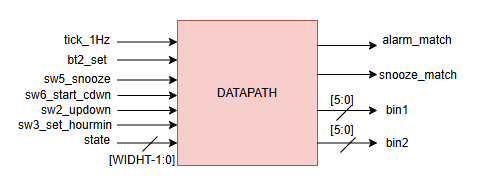 tick_1Hz
bt2_set
sw5_snooze
sw6_start_cdwn
sw2_updown
sw3_set_hourmin
state
[WIDHT-1:0]
DATAPATH
alarm_match
snooze_match
[5:0]
bin1
[5:0]
bin2